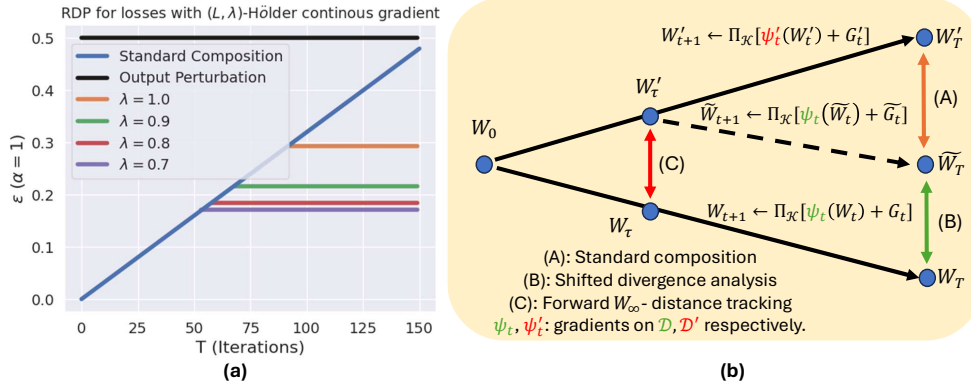 RDP for losses with (L, λ)-Hölder continous gradient
0.5
0.4
0.3
0.2
0.1
0.0
ε (α = 1)
Standard Composition
Output Perturbation
λ = 1.0
λ = 0.9
λ = 0.8
λ = 0.7
0
25
50
75
100
125
150
T (Iterations)
(a)
W'_{t+1} ← Π_𝒦[ψ'_t(W'_t) + G'_t]
W'_T
W'_τ
(A)
W̃_{t+1} ← Π_𝒦[ψ_t(W̃_t) + G̃_t]
W_0
(C)
W̃_T
W_{t+1} ← Π_𝒦[ψ_t(W_t) + G_t]
W_τ
(B)
W_T
(A): Standard composition
(B): Shifted divergence analysis
(C): Forward W_∞- distance tracking
ψ_t, ψ'_t: gradients on 𝒟, 𝒟' respectively.
(b)